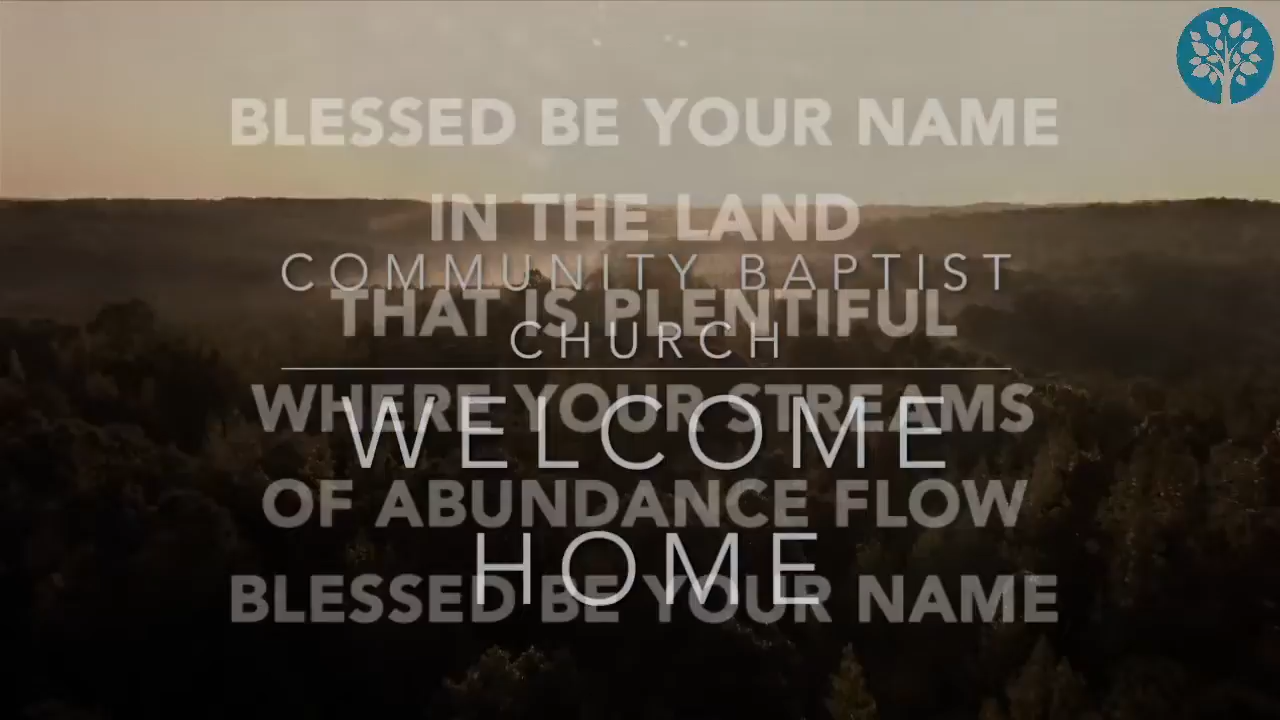 BLESSED BE YOUR NAME
IN THE LAND
COMMUNITY BAPTIST
THAT IS PLENTIFUL
CHURCH
WHERE YOUR STREAMS
WELCOME
OF ABUNDANCE FLOW
HOME
BLESSED BE YOUR NAME